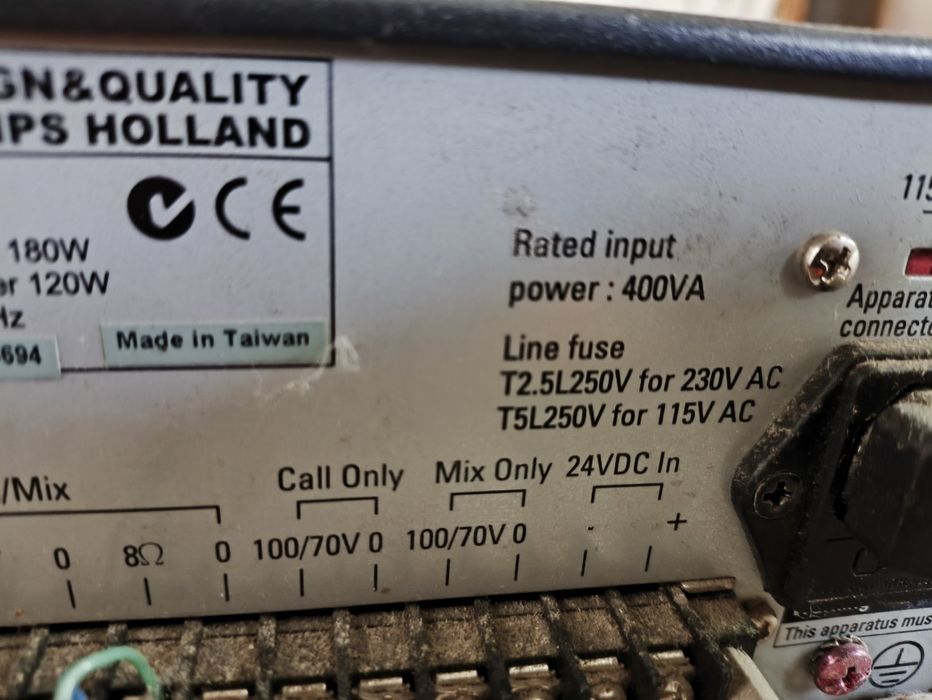 GN&QUALITY
IPS HOLLAND
CE
180W
er 120W
Hz
694
Made in Taiwan
Rated input
power : 400VA
Line fuse
T2.5L250V for 230V AC
T5L250V for 115V AC
115
Apparat
connecte
/Mix
Call Only
Mix Only
24VDC In
0
8Ω
0
100/70V 0
100/70V 0
- +
This apparatus mus